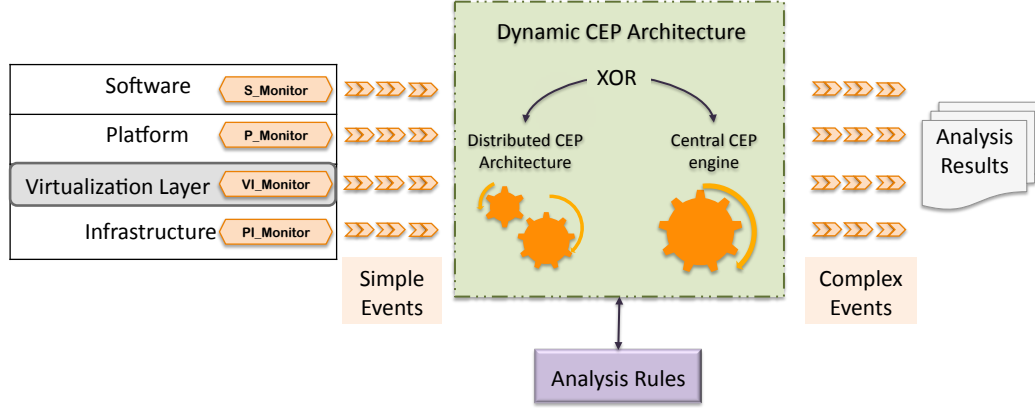 Dynamic CEP Architecture
XOR
Distributed CEP
Architecture
Central CEP
engine
Software
S_Monitor
Platform
P_Monitor
Virtualization Layer
VI_Monitor
Infrastructure
PI_Monitor
Simple
Events
Complex
Events
Analysis
Results
Analysis Rules